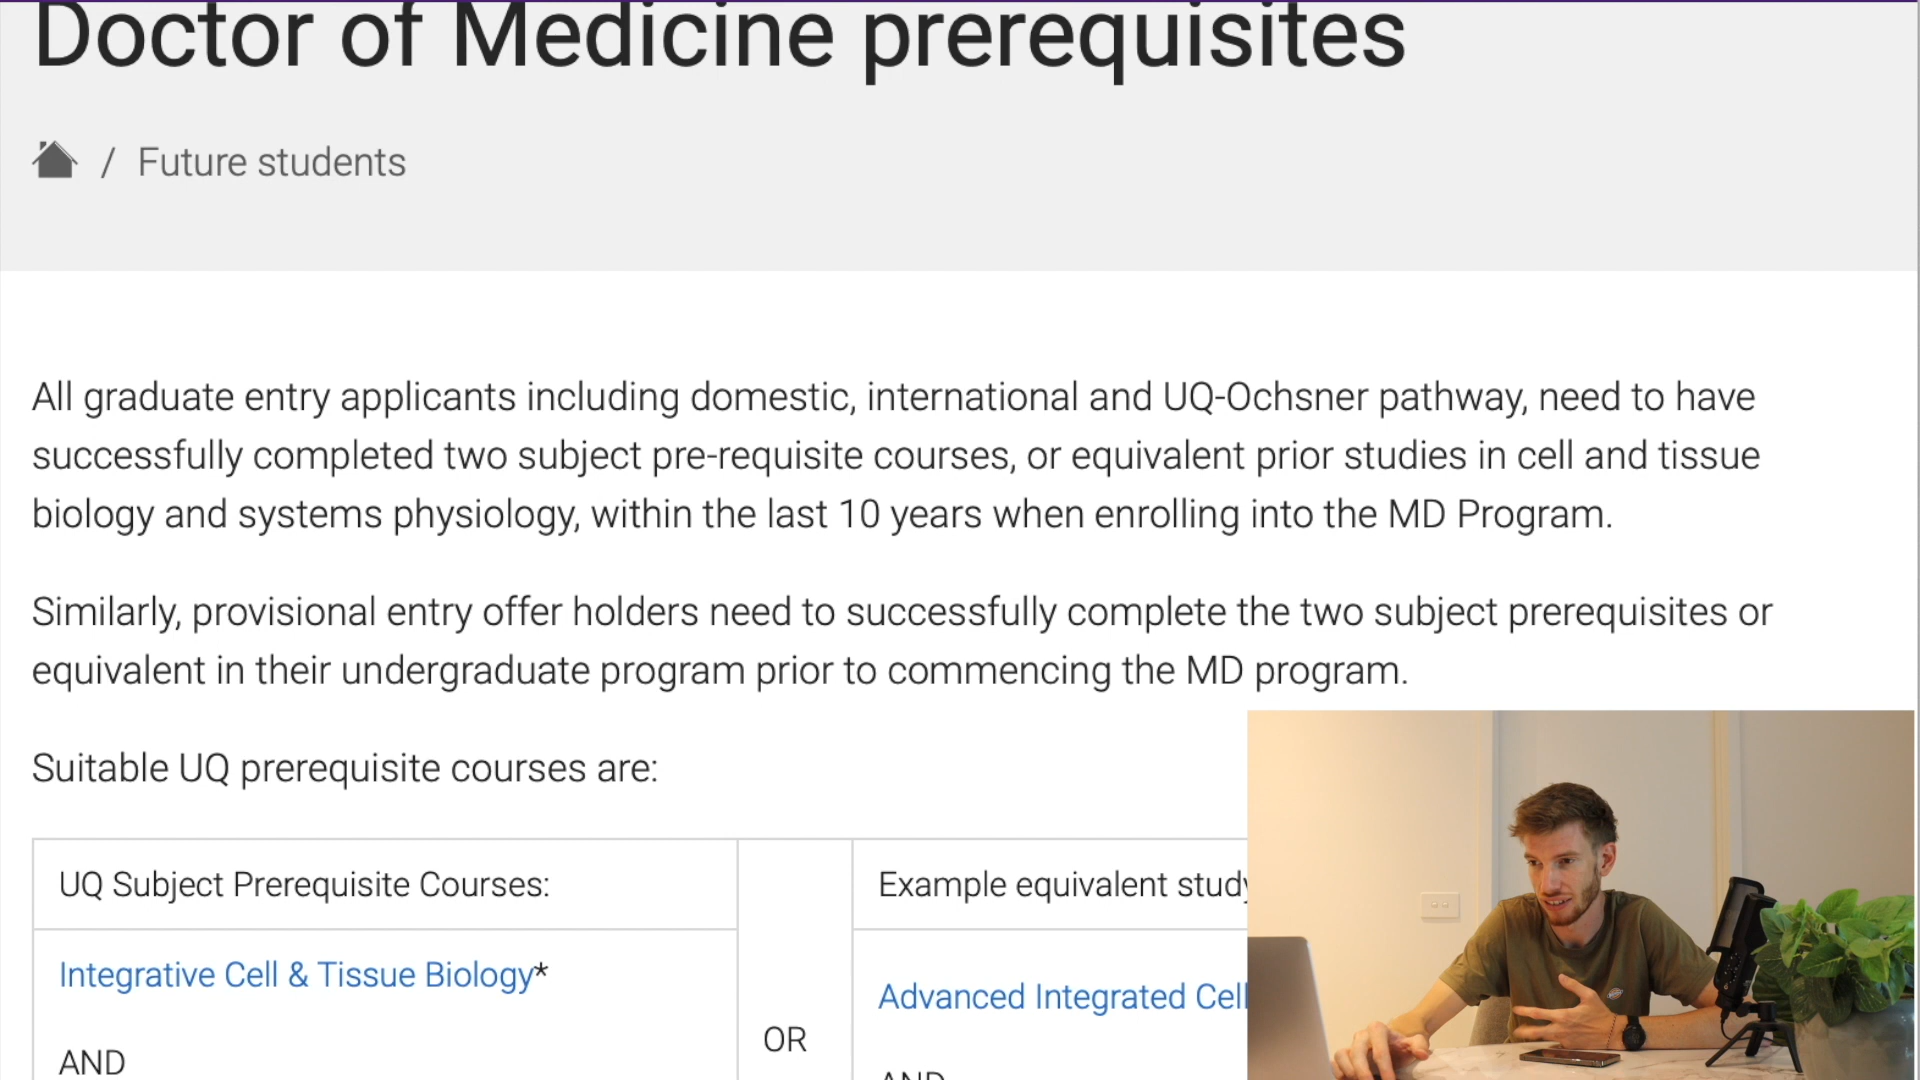 Doctor of Medicine prerequisites
/ Future students
All graduate entry applicants including domestic, international and UQ-Ochsner pathway, need to have
successfully completed two subject pre-requisite courses, or equivalent prior studies in cell and tissue
biology and systems physiology, within the last 10 years when enrolling into the MD Program.
Similarly, provisional entry offer holders need to successfully complete the two subject prerequisites or
equivalent in their undergraduate program prior to commencing the MD program.
Suitable UQ prerequisite courses are:
UQ Subject Prerequisite Courses:
Example equivalent study
Integrative Cell & Tissue Biology*
Advanced Integrated Cell
OR
AND
AND